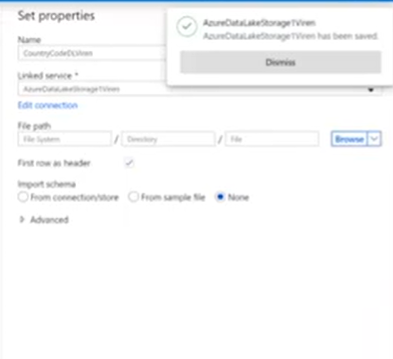 Set properties
AzureDataLakeStorage1Viren
AzureDataLakeStorage1Viren has been saved.
Dismiss
Name
CountryCodeDLViren
Linked service *
AzureDataLakeStorage1Viren
Edit connection
File path
File System / Directory / File Browse
First row as header
Import schema
From connection/store From sample file None
Advanced